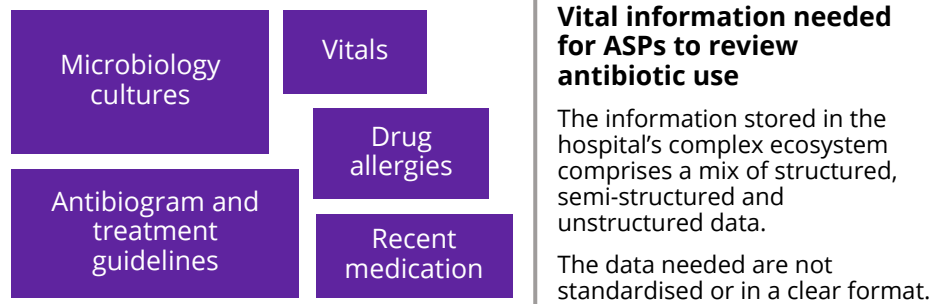 Microbiology
cultures
Vitals
Drug
allergies
Antibiogram and
treatment
guidelines
Recent
medication
Vital information needed
for ASPs to review
antibiotic use
The information stored in the
hospital’s complex ecosystem
comprises a mix of structured,
semi-structured and
unstructured data.
The data needed are not
standardised or in a clear format.